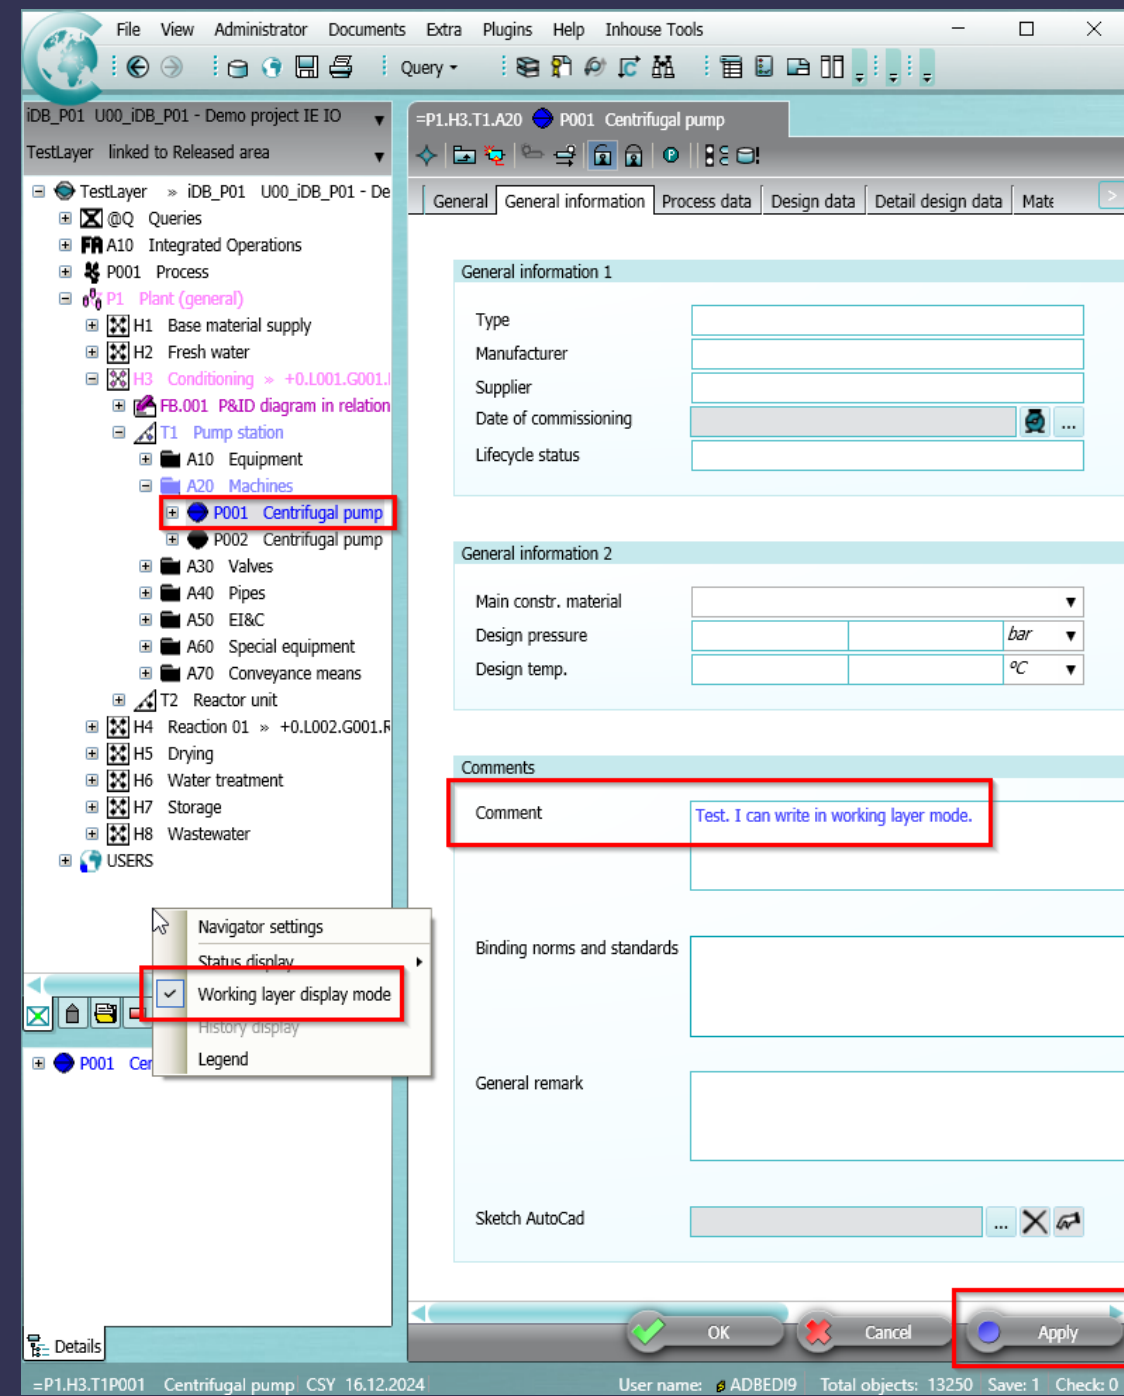 File View Administrator Documents Extra Plugins Help Inhouse Tools
Query
iDB_P01 U00_iDB_P01 - Demo project IE IO
TestLayer linked to Released area
TestLayer » iDB_P01 U00_iDB_P01 - De
@Q Queries
A10 Integrated Operations
P001 Process
P1 Plant (general)
H1 Base material supply
H2 Fresh water
H3 Conditioning » +0.L001.G001.
FB.001 P&ID diagram in relation
T1 Pump station
A10 Equipment
A20 Machines
P001 Centrifugal pump
P002 Centrifugal pump
A30 Valves
A40 Pipes
A50 EI&C
A60 Special equipment
A70 Conveyance means
T2 Reactor unit
H4 Reaction 01 » +0.L002.G001.R
H5 Drying
H6 Water treatment
H7 Storage
H8 Wastewater
USERS
Navigator settings
Status display
Working layer display mode
History display
Legend
P001 Cer
Details
=P1.H3.T1.A20 P001 Centrifugal pump
General General information Process data Design data Detail design data Mate
General information 1
Type
Manufacturer
Supplier
Date of commissioning ...
Lifecycle status
General information 2
Main constr. material
Design pressure bar
Design temp. °C
Comments
Comment Test. I can write in working layer mode.
Binding norms and standards
General remark
Sketch AutoCad ...
OK Cancel Apply
=P1.H3.T1P001 Centrifugal pump CSY 16.12.2024 User name: ADBEDI9 Total objects: 13250 Save: 1 Check: 0